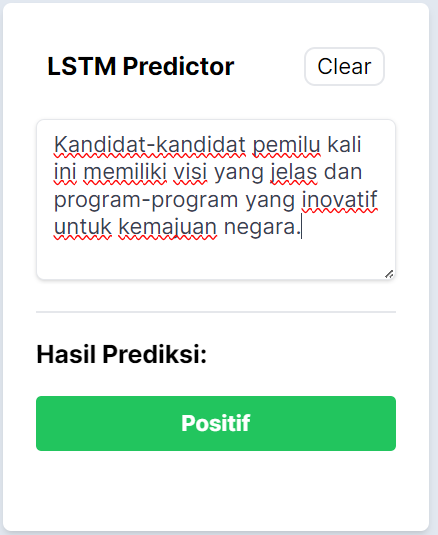 LSTM Predictor
Clear
Kandidat-kandidat pemilu kali
ini memiliki visi yang jelas dan
program-program yang inovatif
untuk kemajuan negara.
Hasil Prediksi:
Positif